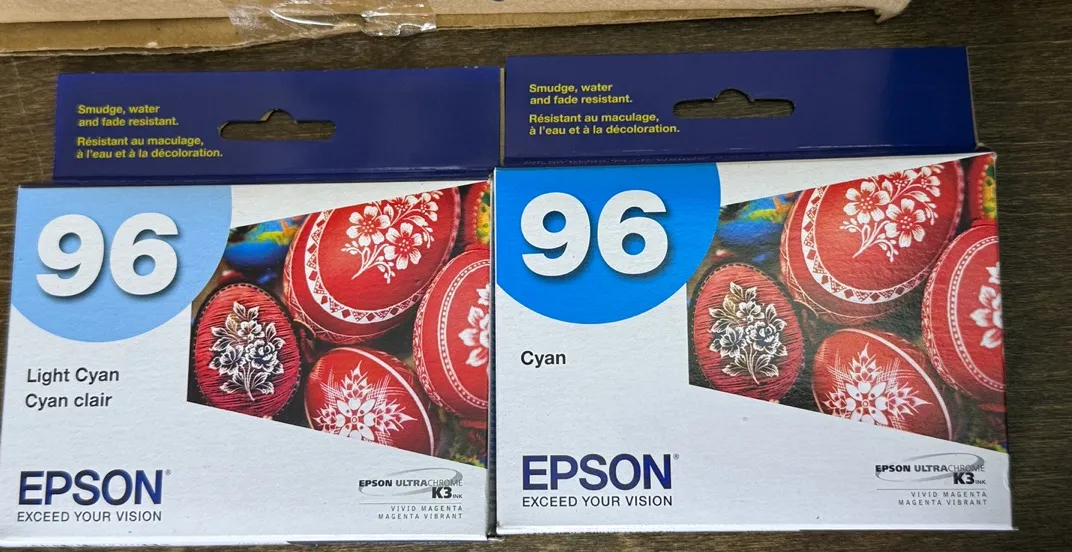 Smudge, water
and fade resistant.
Résistant au maculage,
à l'eau et à la décoloration.
96
Light Cyan
Cyan clair
EPSON®
EXCEED YOUR VISION
EPSON ULTRACHROME
K3 INK
VIVID MAGENTA
MAGENTA VIBRANT
Smudge, water
and fade resistant.
Résistant au maculage,
à l'eau et à la décoloration.
96
Cyan
EPSON®
EXCEED YOUR VISION
EPSON ULTRACHROME
K3 INK
VIVID MAGENTA
MAGENTA VIBRANT